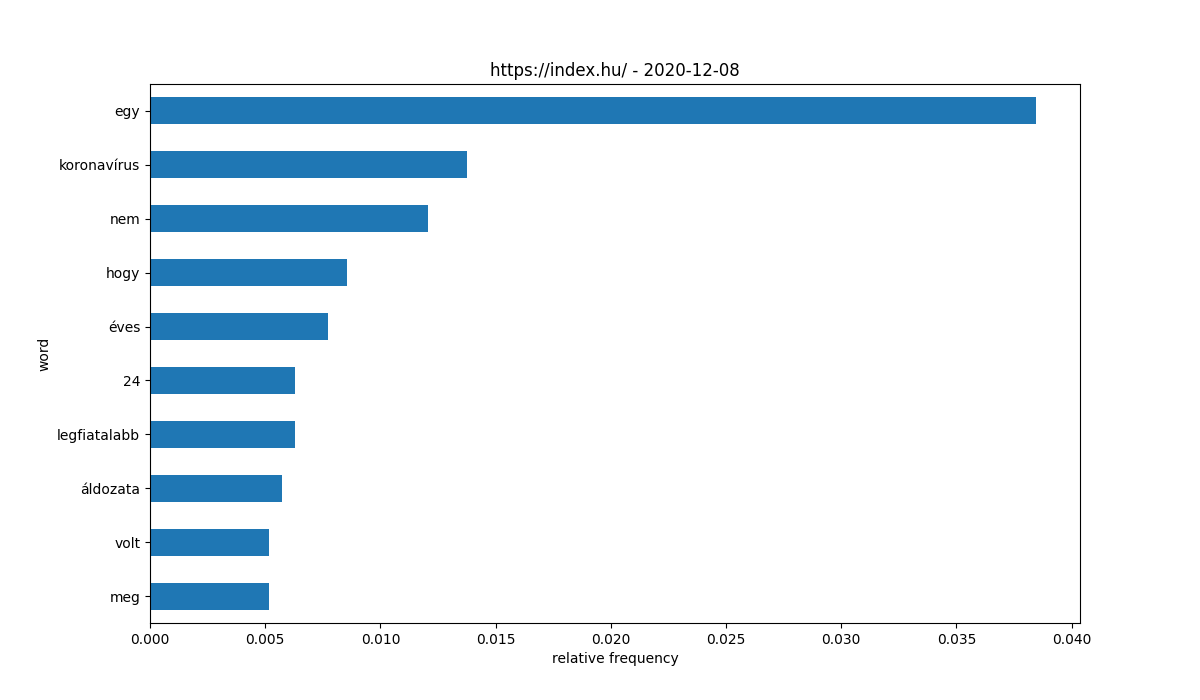 https://index.hu/ - 2020-12-08
egy
koronavírus
nem
hogy
éves
24
legfiatalabb
áldozata
volt
meg
word
0.000 0.005 0.010 0.015 0.020 0.025 0.030 0.035 0.040
relative frequency